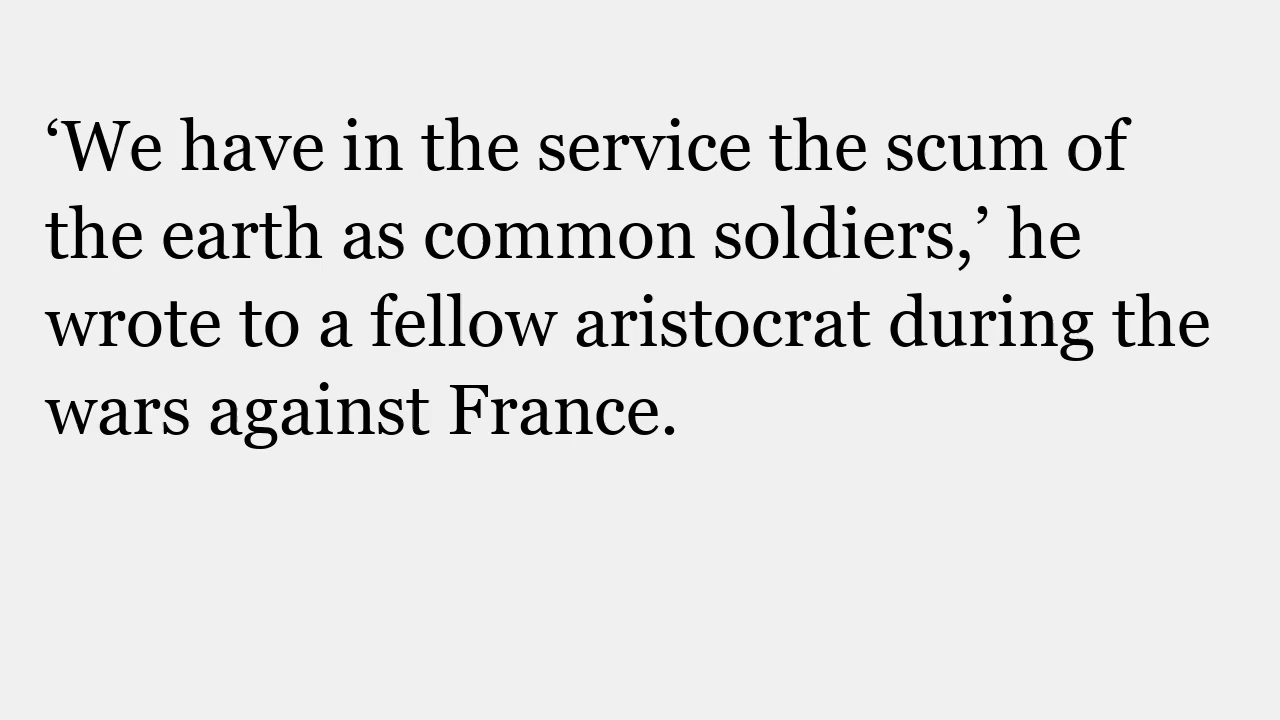 ‘We have in the service the scum of
the earth as common soldiers,’ he
wrote to a fellow aristocrat during the
wars against France.